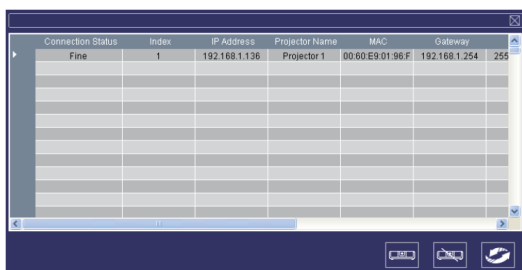 Connection Status Index IP Address Projector Name MAC Gateway
Fine 1 192.168.1.136 Projector 1 00:60:E9:01:96:F 192.168.1.254 255